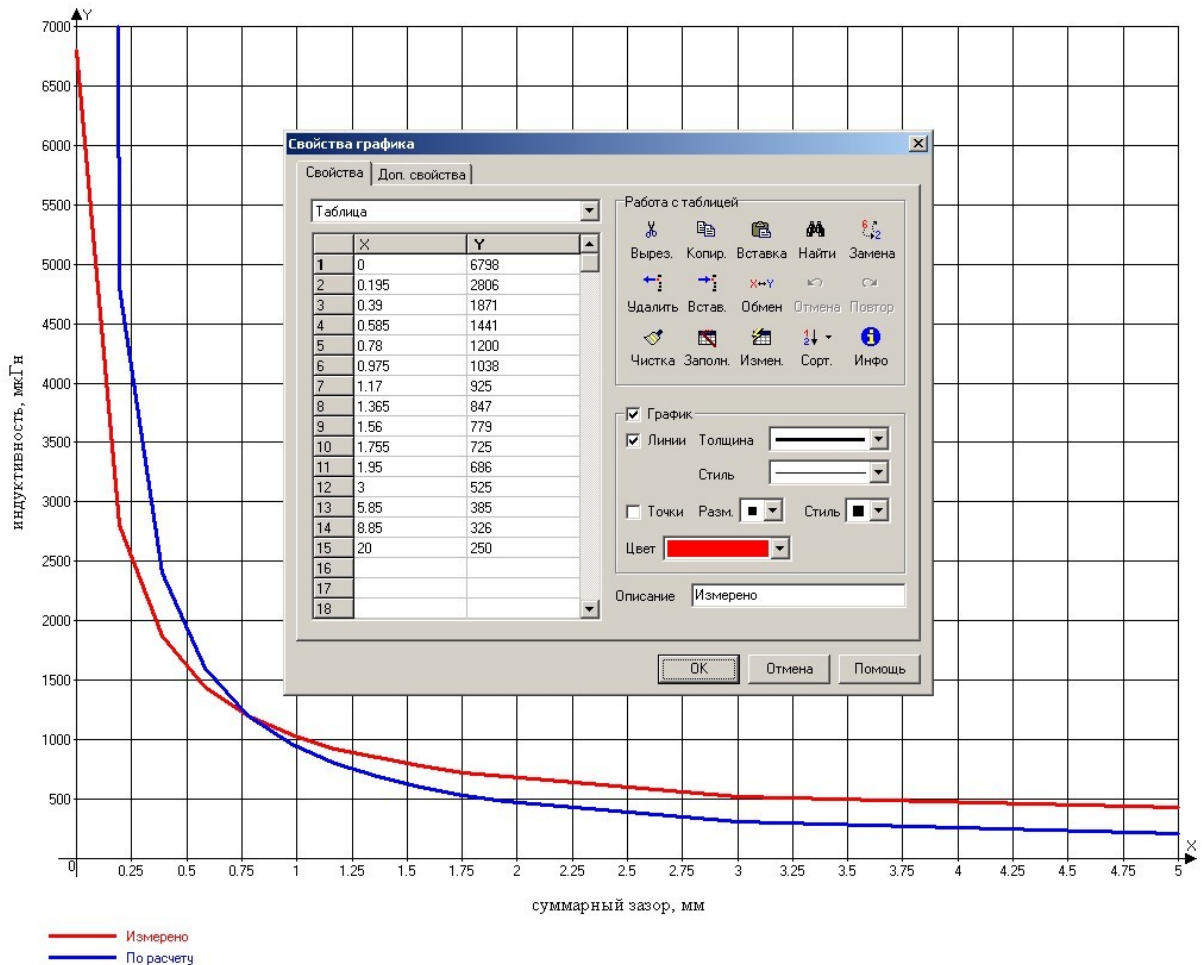 Y
7000
6500
6000
5500
5000
4500
4000
3500
3000
2500
2000
1500
1000
500
0
индуктивность, мкГн
Свойства графика
Свойства Доп. свойства
Таблица
X Y
1 0 6798
2 0.195 2806
3 0.39 1871
4 0.585 1441
5 0.78 1200
6 0.975 1038
7 1.17 925
8 1.365 847
9 1.56 779
10 1.755 725
11 1.95 686
12 3 525
13 5.85 385
14 8.85 326
15 20 250
16
17
18
Работа с таблицей
Вырез. Копир. Вставка Найти Замена
Удалить Встав. Обмен Отмена Повтор
Чистка Заполн. Измен. Сорт. Инфо
График
Линии Толщина
Стиль
Точки Разм. Стиль
Цвет
Описание Измерено
OK Отмена Помощь
0.25 0.5 0.75 1 1.25 1.5 1.75 2 2.25 2.5 2.75 3 3.25 3.5 3.75 4 4.25 4.5 4.75 5
X
суммарный зазор, мм
Измерено
По расчету